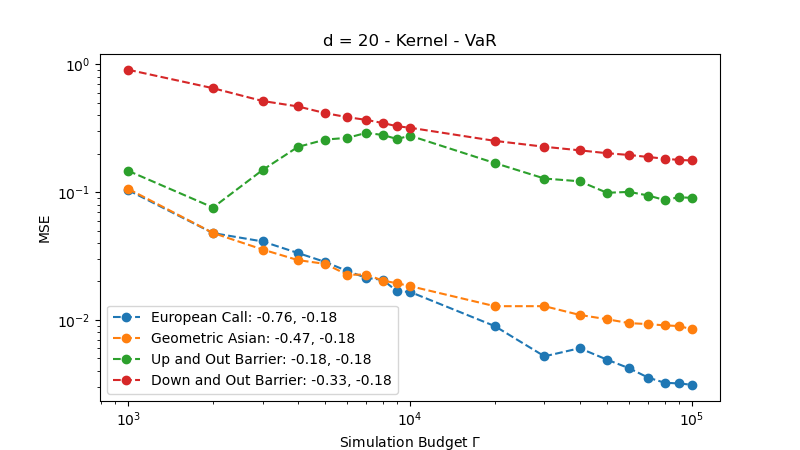 d = 20 - Kernel - VaR
10⁰
10⁻¹
10⁻²
MSE
European Call: -0.76, -0.18
Geometric Asian: -0.47, -0.18
Up and Out Barrier: -0.18, -0.18
Down and Out Barrier: -0.33, -0.18
10³
10⁴
10⁵
Simulation Budget Γ